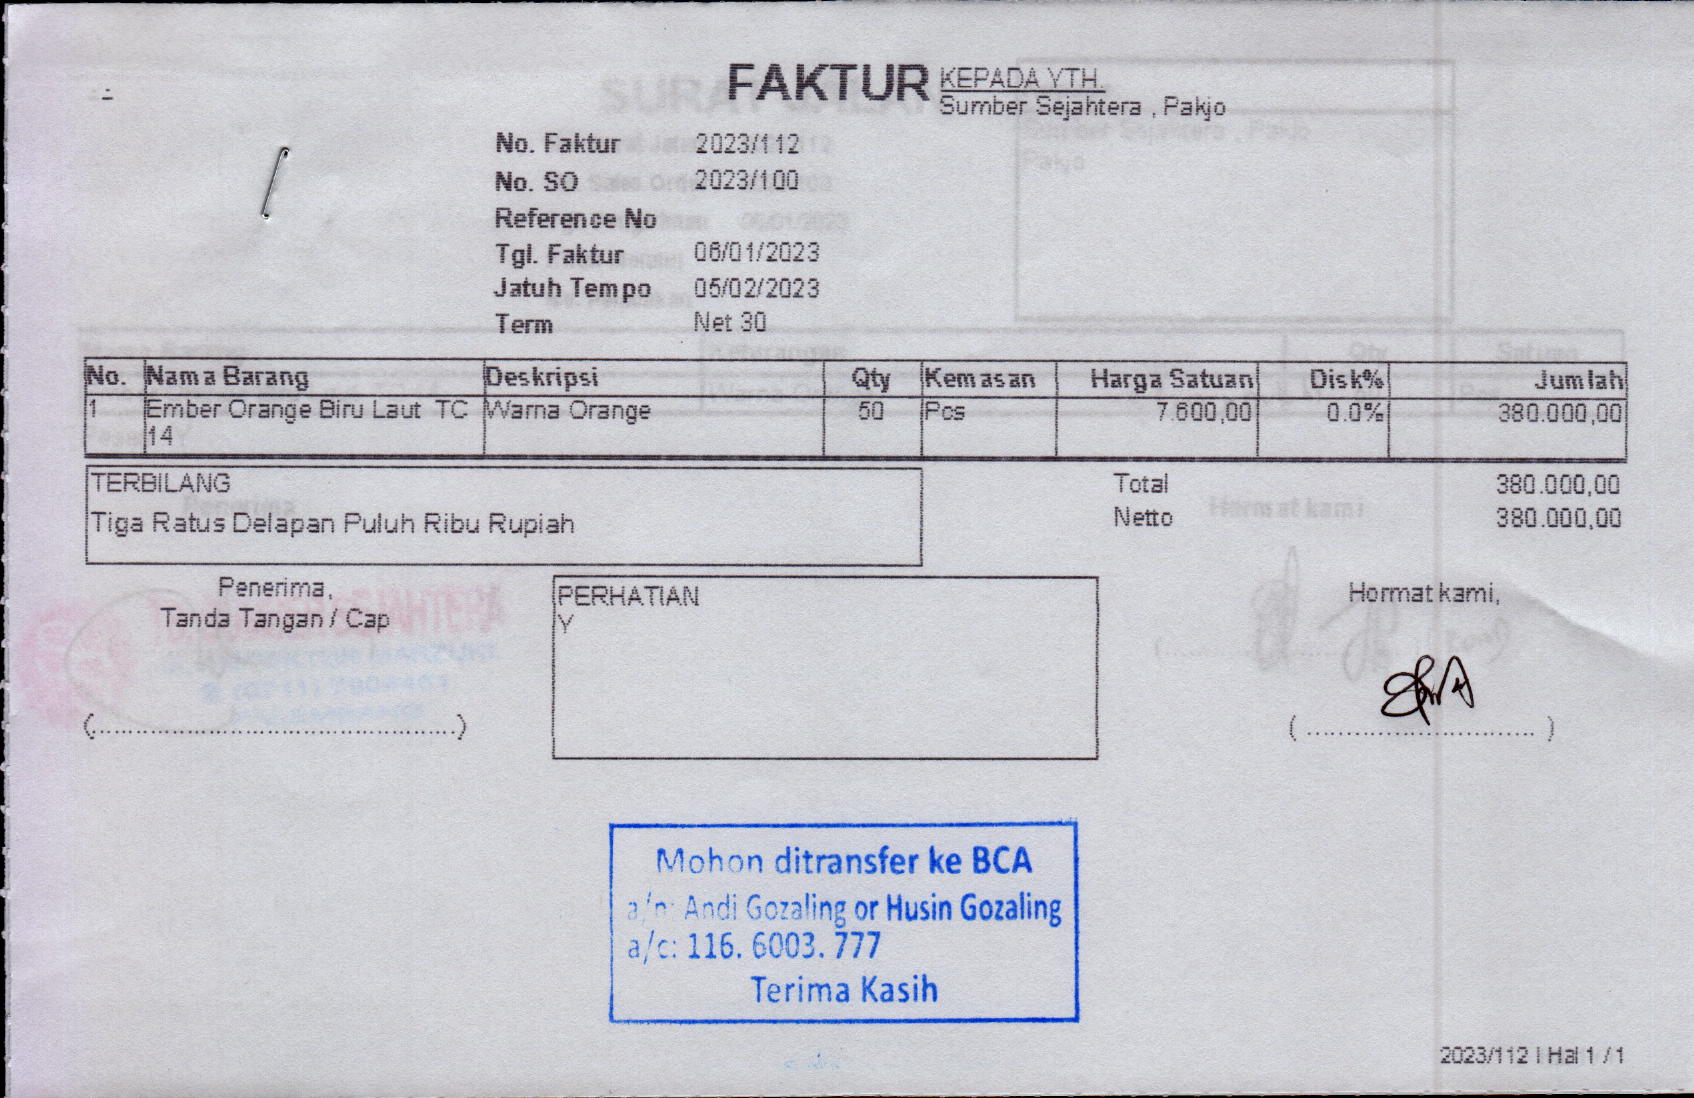 FAKTUR
KEPADA YTH.
Sumber Sejahtera , Pakjo
No. Faktur 2023/112
No. SO 2023/100
Reference No
Tgl. Faktur 06/01/2023
Jatuh Tempo 05/02/2023
Term Net 30
No. Nama Barang Deskripsi Qty Kemasan Harga Satuan Disk% Jumlah
1 Ember Orange Biru Laut TC Warna Orange 50 Pcs 7.600,00 0.0% 380.000,00
14
TERBILANG Total 380.000,00
Tiga Ratus Delapan Puluh Ribu Rupiah Netto 380.000,00
Penerima,
Tanda Tangan / Cap
PERHATIAN
Y
Hormat kami,
(................................................)
( ............................. )
Mohon ditransfer ke BCA
a/n: Andi Gozaling or Husin Gozaling
a/c: 116. 6003. 777
Terima Kasih
2023/112 | Hal 1 / 1